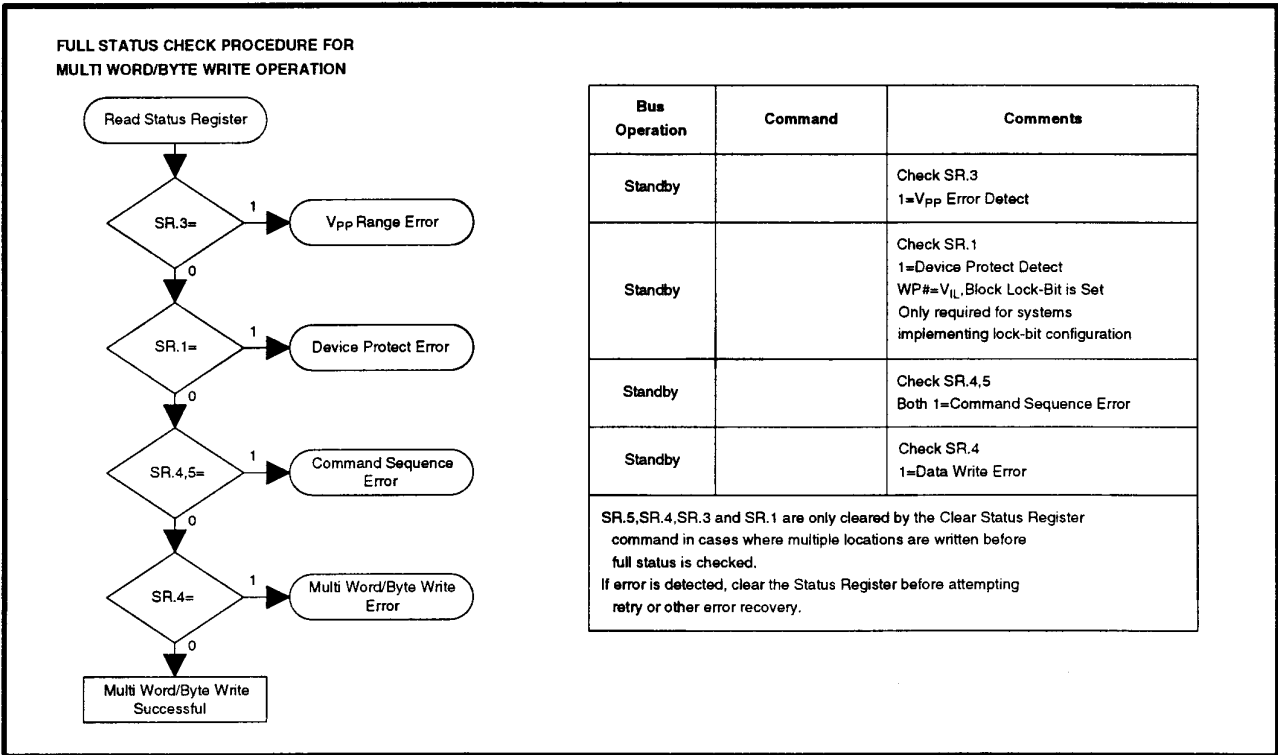 FULL STATUS CHECK PROCEDURE FOR
MULTI WORD/BYTE WRITE OPERATION
Read Status Register
SR.3=
1
VPP Range Error
0
SR.1=
1
Device Protect Error
0
SR.4,5=
1
Command Sequence
Error
0
SR.4=
1
Multi Word/Byte Write
Error
0
Multi Word/Byte Write
Successful
Bus
Operation
Command
Comments
Standby
Check SR.3
1=VPP Error Detect
Standby
Check SR.1
1=Device Protect Detect
WP#=VIL,Block Lock-Bit is Set
Only required for systems
implementing lock-bit configuration
Standby
Check SR.4,5
Both 1=Command Sequence Error
Standby
Check SR.4
1=Data Write Error
SR.5,SR.4,SR.3 and SR.1 are only cleared by the Clear Status Register
command in cases where multiple locations are written before
full status is checked.
If error is detected, clear the Status Register before attempting
retry or other error recovery.